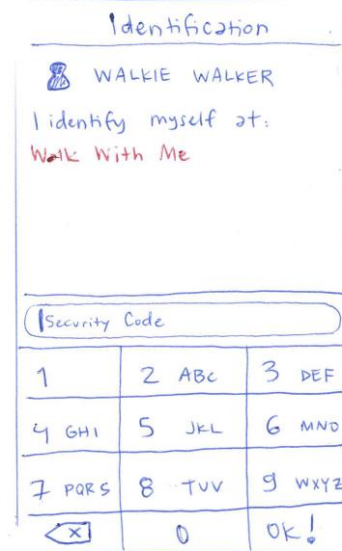 Identification
WALKIE WALKER
I identify myself at:
Walk With Me
Security Code
1 2 ABC 3 DEF
4 GHI 5 JKL 6 MNO
7 PQRS 8 TUV 9 WXYZ
X 0 OK!